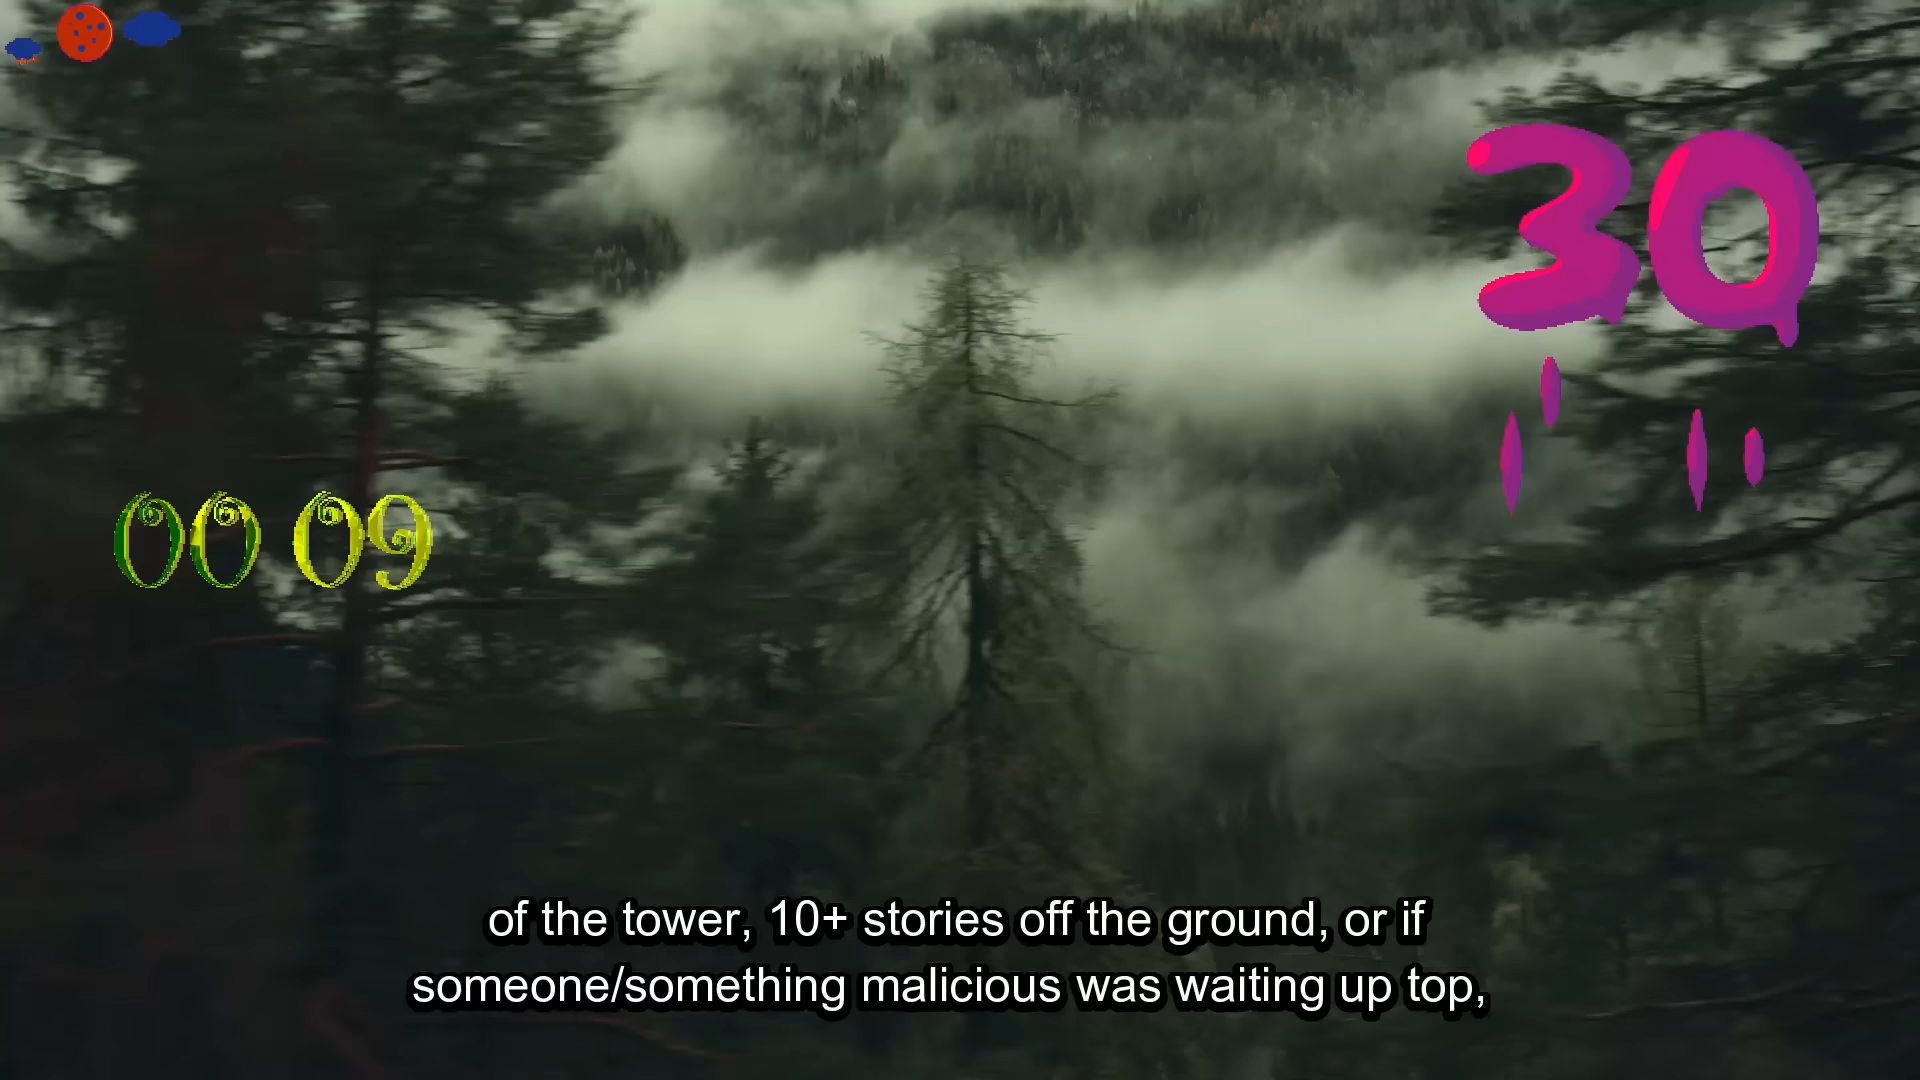 30
00 09
of the tower, 10+ stories off the ground, or if
someone/something malicious was waiting up top,